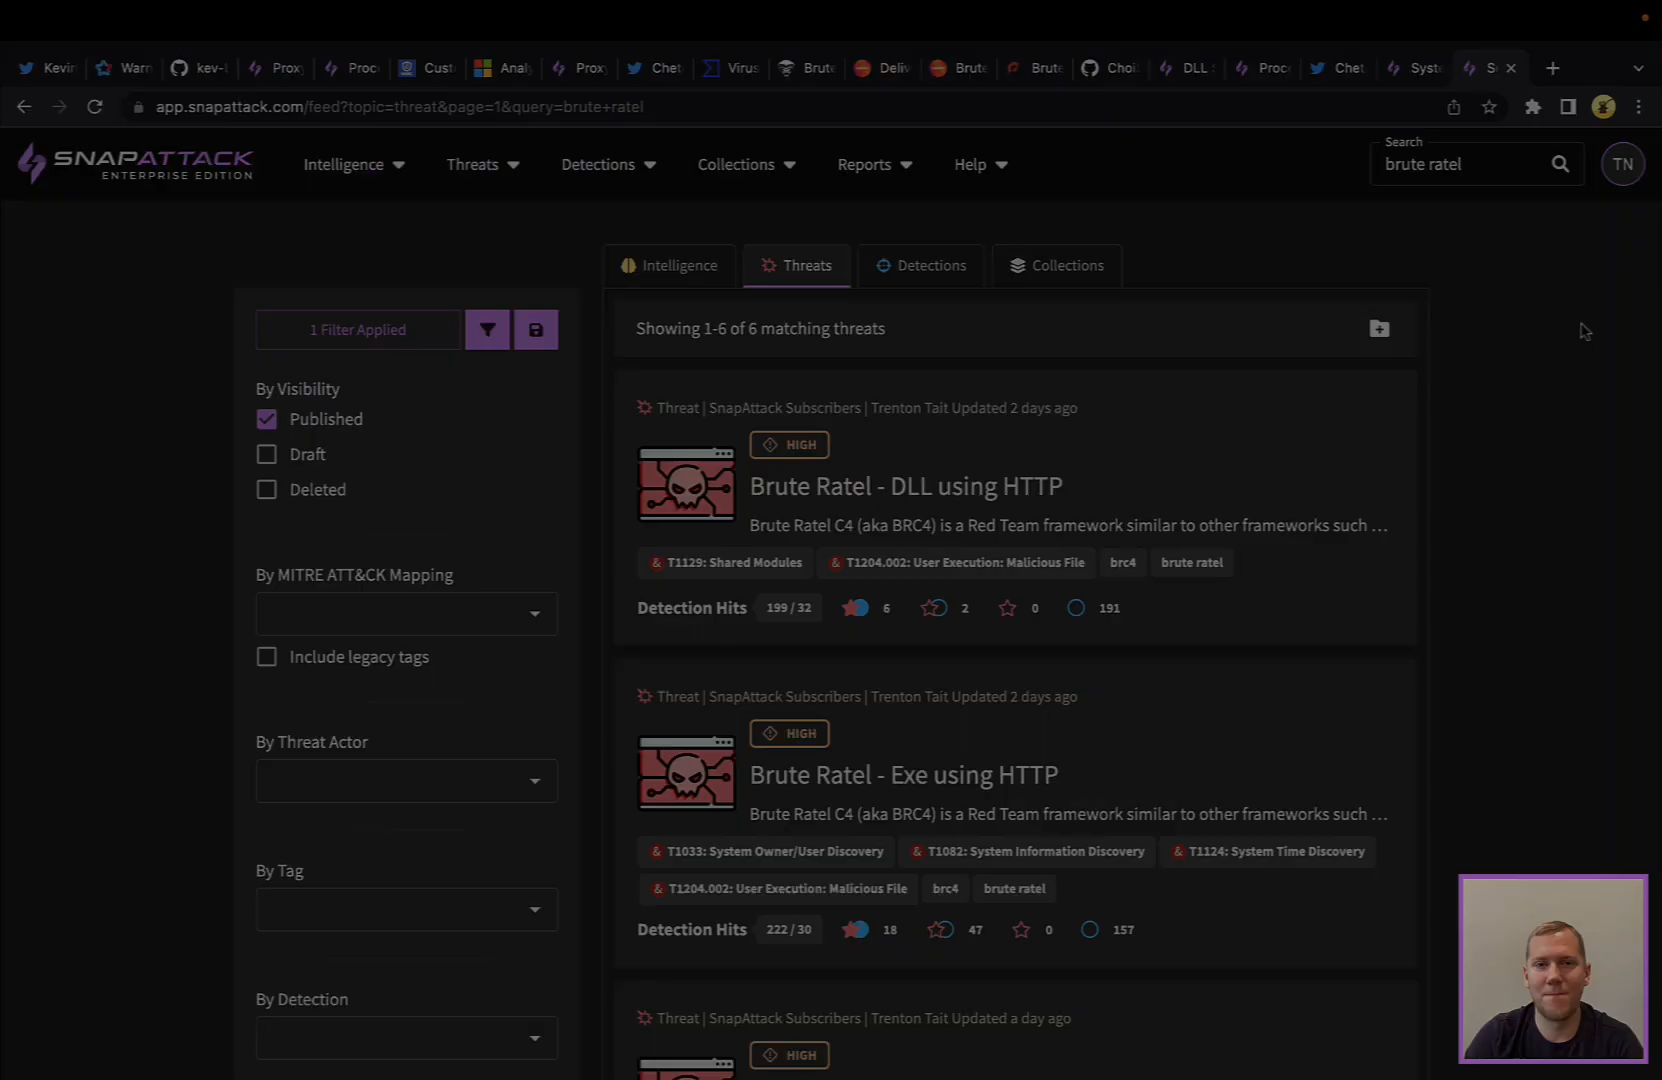 Kevin
Warn
kev-
Prox
Proc
Cust
Anal
Prox
Chet
Virus
Brute
Deliv
Brute
Brute
Choi
DLL
Proce
Chet
Syste
S
app.snapattack.com/feed?topic=threat&page=1&query=brute+ratel
SNAPATTACK
ENTERPRISE EDITION
Intelligence
Threats
Detections
Collections
Reports
Help
Search
brute ratel
TN
Intelligence
Threats
Detections
Collections
1 Filter Applied
By Visibility
Published
Draft
Deleted
By MITRE ATT&CK Mapping
Include legacy tags
By Threat Actor
By Tag
By Detection
Showing 1-6 of 6 matching threats
Threat | SnapAttack Subscribers | Trenton Tait Updated 2 days ago
HIGH
Brute Ratel - DLL using HTTP
Brute Ratel C4 (aka BRC4) is a Red Team framework similar to other frameworks such ...
& T1129: Shared Modules
& T1204.002: User Execution: Malicious File
brc4
brute ratel
Detection Hits 199 / 32 6 2 0 191
Threat | SnapAttack Subscribers | Trenton Tait Updated 2 days ago
HIGH
Brute Ratel - Exe using HTTP
Brute Ratel C4 (aka BRC4) is a Red Team framework similar to other frameworks such ...
& T1033: System Owner/User Discovery
& T1082: System Information Discovery
& T1124: System Time Discovery
& T1204.002: User Execution: Malicious File
brc4
brute ratel
Detection Hits 222 / 30 18 47 0 157
Threat | SnapAttack Subscribers | Trenton Tait Updated a day ago
HIGH